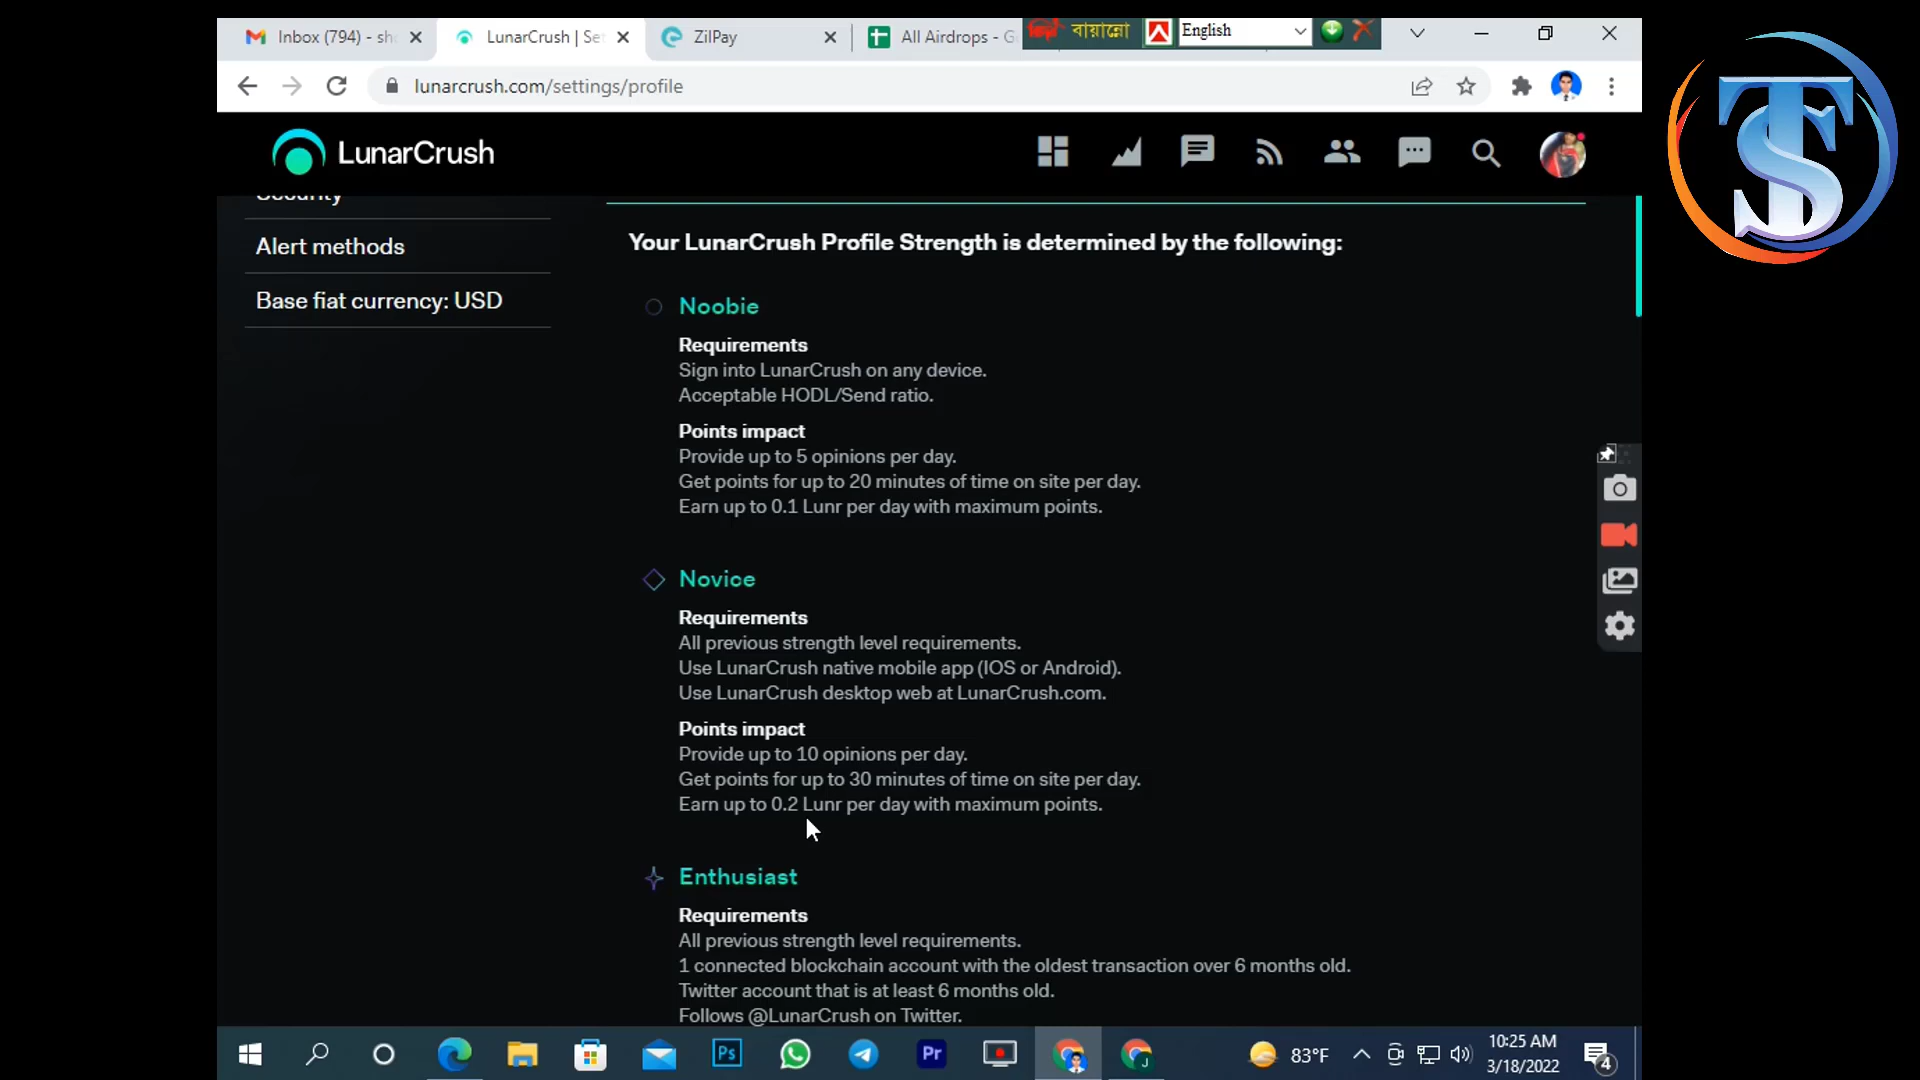 Inbox (794) - sh
LunarCrush | Set
ZilPay
All Airdrops - G
বায়ান্নো
English
lunarcrush.com/settings/profile
LunarCrush
Security
Alert methods
Base fiat currency: USD
Your LunarCrush Profile Strength is determined by the following:
Noobie
Requirements
Sign into LunarCrush on any device.
Acceptable HODL/Send ratio.
Points impact
Provide up to 5 opinions per day.
Get points for up to 20 minutes of time on site per day.
Earn up to 0.1 Lunr per day with maximum points.
Novice
Requirements
All previous strength level requirements.
Use LunarCrush native mobile app (IOS or Android).
Use LunarCrush desktop web at LunarCrush.com.
Points impact
Provide up to 10 opinions per day.
Get points for up to 30 minutes of time on site per day.
Earn up to 0.2 Lunr per day with maximum points.
Enthusiast
Requirements
All previous strength level requirements.
1 connected blockchain account with the oldest transaction over 6 months old.
Twitter account that is at least 6 months old.
Follows @LunarCrush on Twitter.
Ps
Pr
J
83°F
10:25 AM
3/18/2022
4
TS